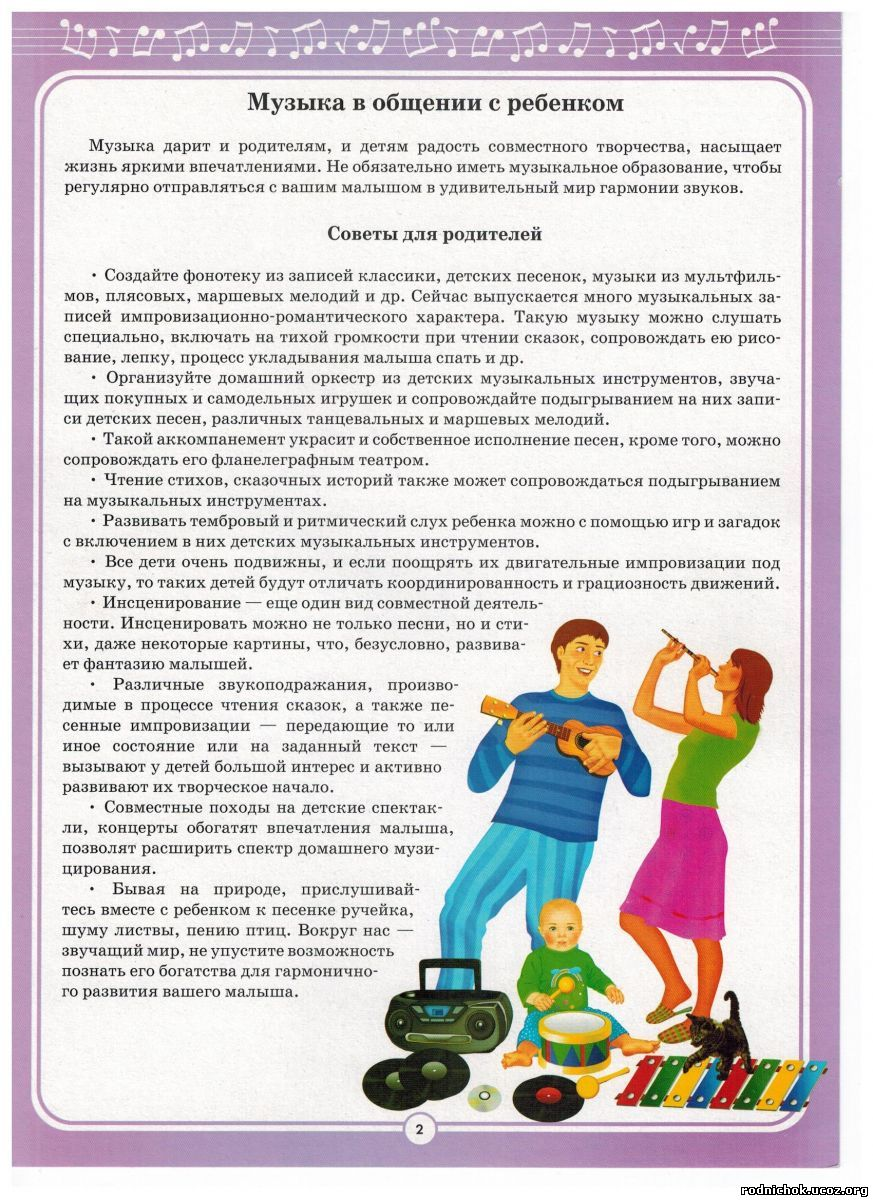 Музыка в общении с ребенком
Музыка дарит и родителям, и детям радость совместного творчества, насыщает
жизнь яркими впечатлениями. Не обязательно иметь музыкальное образование, чтобы
регулярно отправляться с вашим малышом в удивительный мир гармонии звуков.
Советы для родителей
• Создайте фонотеку из записей классики, детских песенок, музыки из мультфиль-
мов, плясовых, маршевых мелодий и др. Сейчас выпускается много музыкальных за-
писей импровизационно-романтического характера. Такую музыку можно слушать
специально, включать на тихой громкости при чтении сказок, сопровождать ею рисо-
вание, лепку, процесс укладывания малыша спать и др.
• Организуйте домашний оркестр из детских музыкальных инструментов, звуча-
щих покупных и самодельных игрушек и сопровождайте подыгрыванием на них запи-
си детских песен, различных танцевальных и маршевых мелодий.
• Такой аккомпанемент украсит и собственное исполнение песен, кроме того, можно
сопровождать его фланелеграфным театром.
• Чтение стихов, сказочных историй также может сопровождаться подыгрыванием
на музыкальных инструментах.
• Развивать тембровый и ритмический слух ребенка можно с помощью игр и загадок
с включением в них детских музыкальных инструментов.
• Все дети очень подвижны, и если поощрять их двигательные импровизации под
музыку, то таких детей будут отличать координированность и грациозность движений.
• Инсценирование — еще один вид совместной деятель-
ности. Инсценировать можно не только песни, но и сти-
хи, даже некоторые картины, что, безусловно, развива-
ет фантазию малышей.
• Различные звукоподражания, произво-
димые в процессе чтения сказок, а также пе-
сенные импровизации — передающие то или
иное состояние или на заданный текст —
вызывают у детей большой интерес и активно
развивают их творческое начало.
• Совместные походы на детские спектак-
ли, концерты обогатят впечатления малыша,
позволят расширить спектр домашнего музи-
цирования.
• Бывая на природе, прислушивай-
тесь вместе с ребенком к песенке ручейка,
шуму листвы, пению птиц. Вокруг нас —
звучащий мир, не упустите возможность
познать его богатства для гармонично-
го развития вашего малыша.
2
rodnichok.ucoz.org